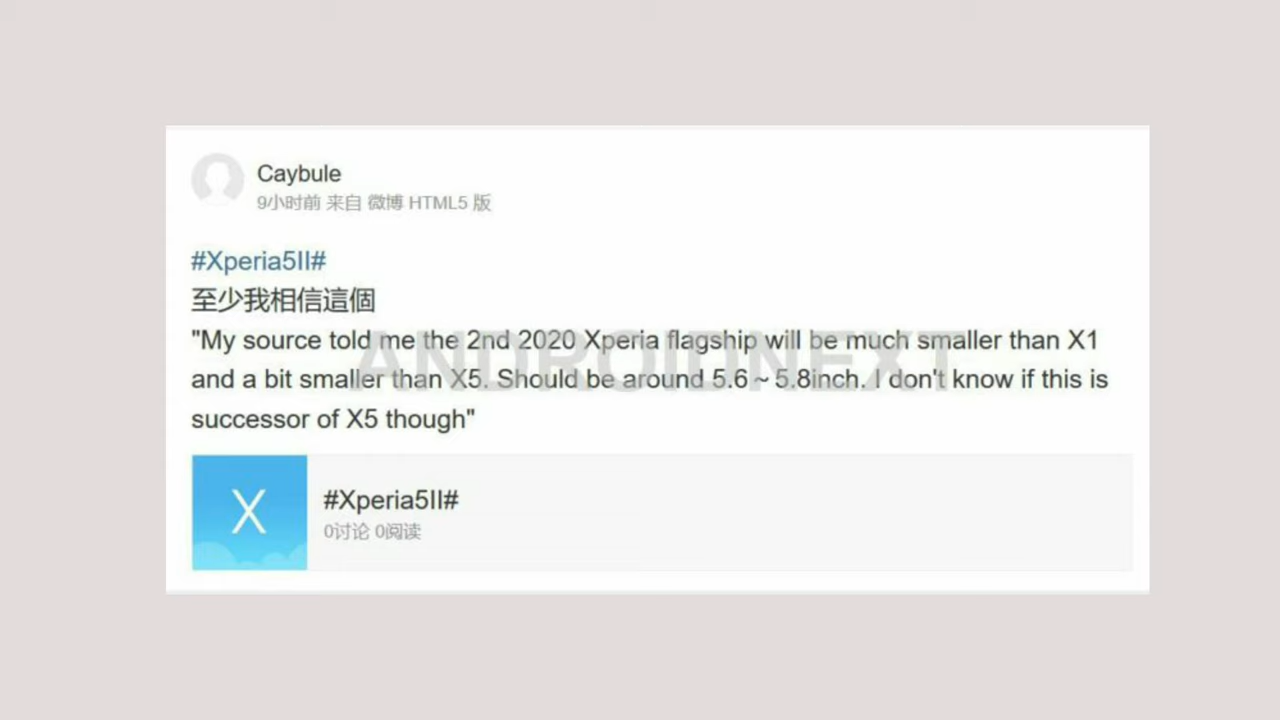 Caybule
9小时前 来自 微博 HTML5 版
#Xperia5II#
至少我相信這個
"My source told me the 2nd 2020 Xperia flagship will be much smaller than X1
and a bit smaller than X5. Should be around 5.6～5.8inch. I don't know if this is
successor of X5 though"
ANDROIDNEXT
X
#Xperia5II#
0讨论 0阅读